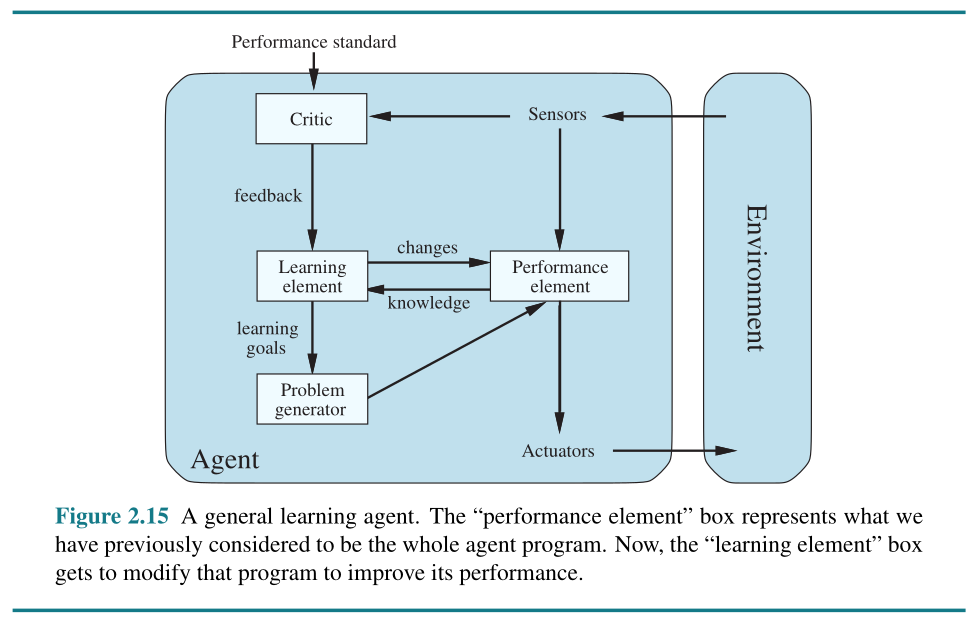 Performance standard
Critic
Sensors
feedback
Learning
element
changes
knowledge
Performance
element
learning
goals
Problem
generator
Actuators
Agent
Environment
Figure 2.15 A general learning agent. The “performance element” box represents what we
have previously considered to be the whole agent program. Now, the “learning element” box
gets to modify that program to improve its performance.